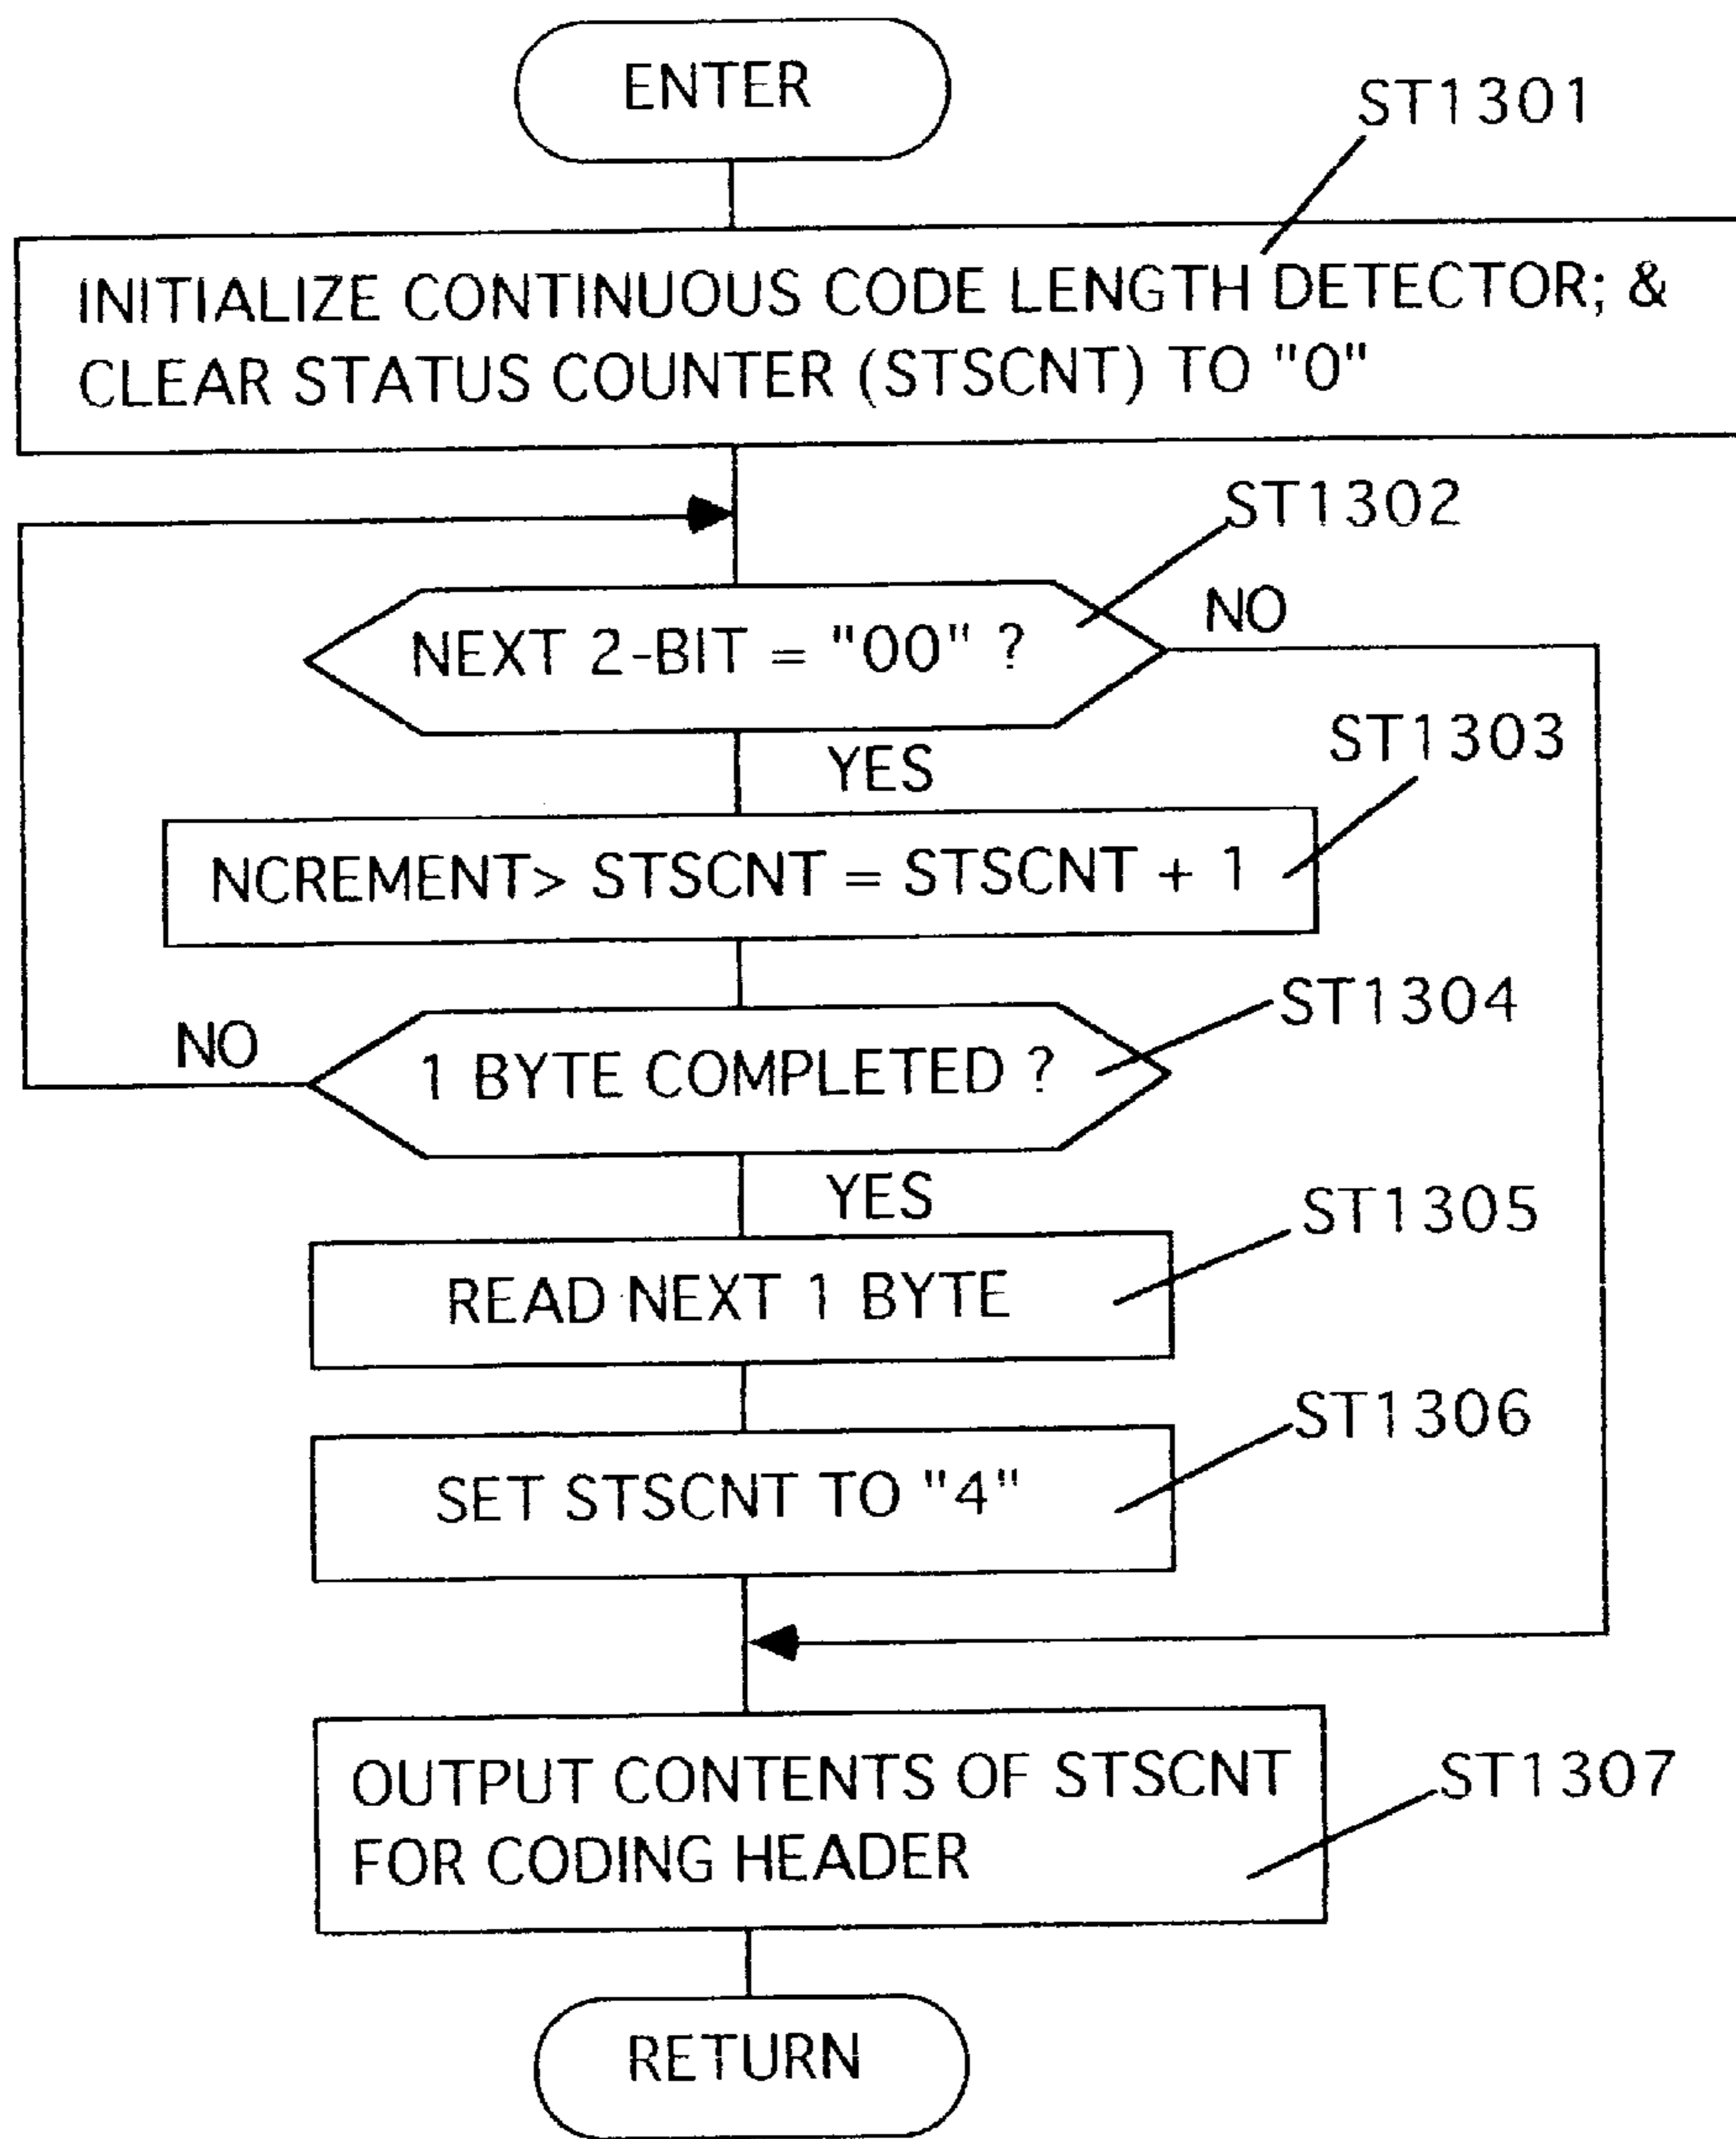 ENTER
ST1301
INITIALIZE CONTINUOUS CODE LENGTH DETECTOR; &
CLEAR STATUS COUNTER (STSCNT) TO "0"
ST1302
NEXT 2-BIT = "00" ?
NO
YES
ST1303
NCREMENT> STSCNT = STSCNT + 1
ST1304
NO
1 BYTE COMPLETED ?
YES
ST1305
READ NEXT 1 BYTE
ST1306
SET STSCNT TO "4"
OUTPUT CONTENTS OF STSCNT
FOR CODING HEADER
ST1307
RETURN